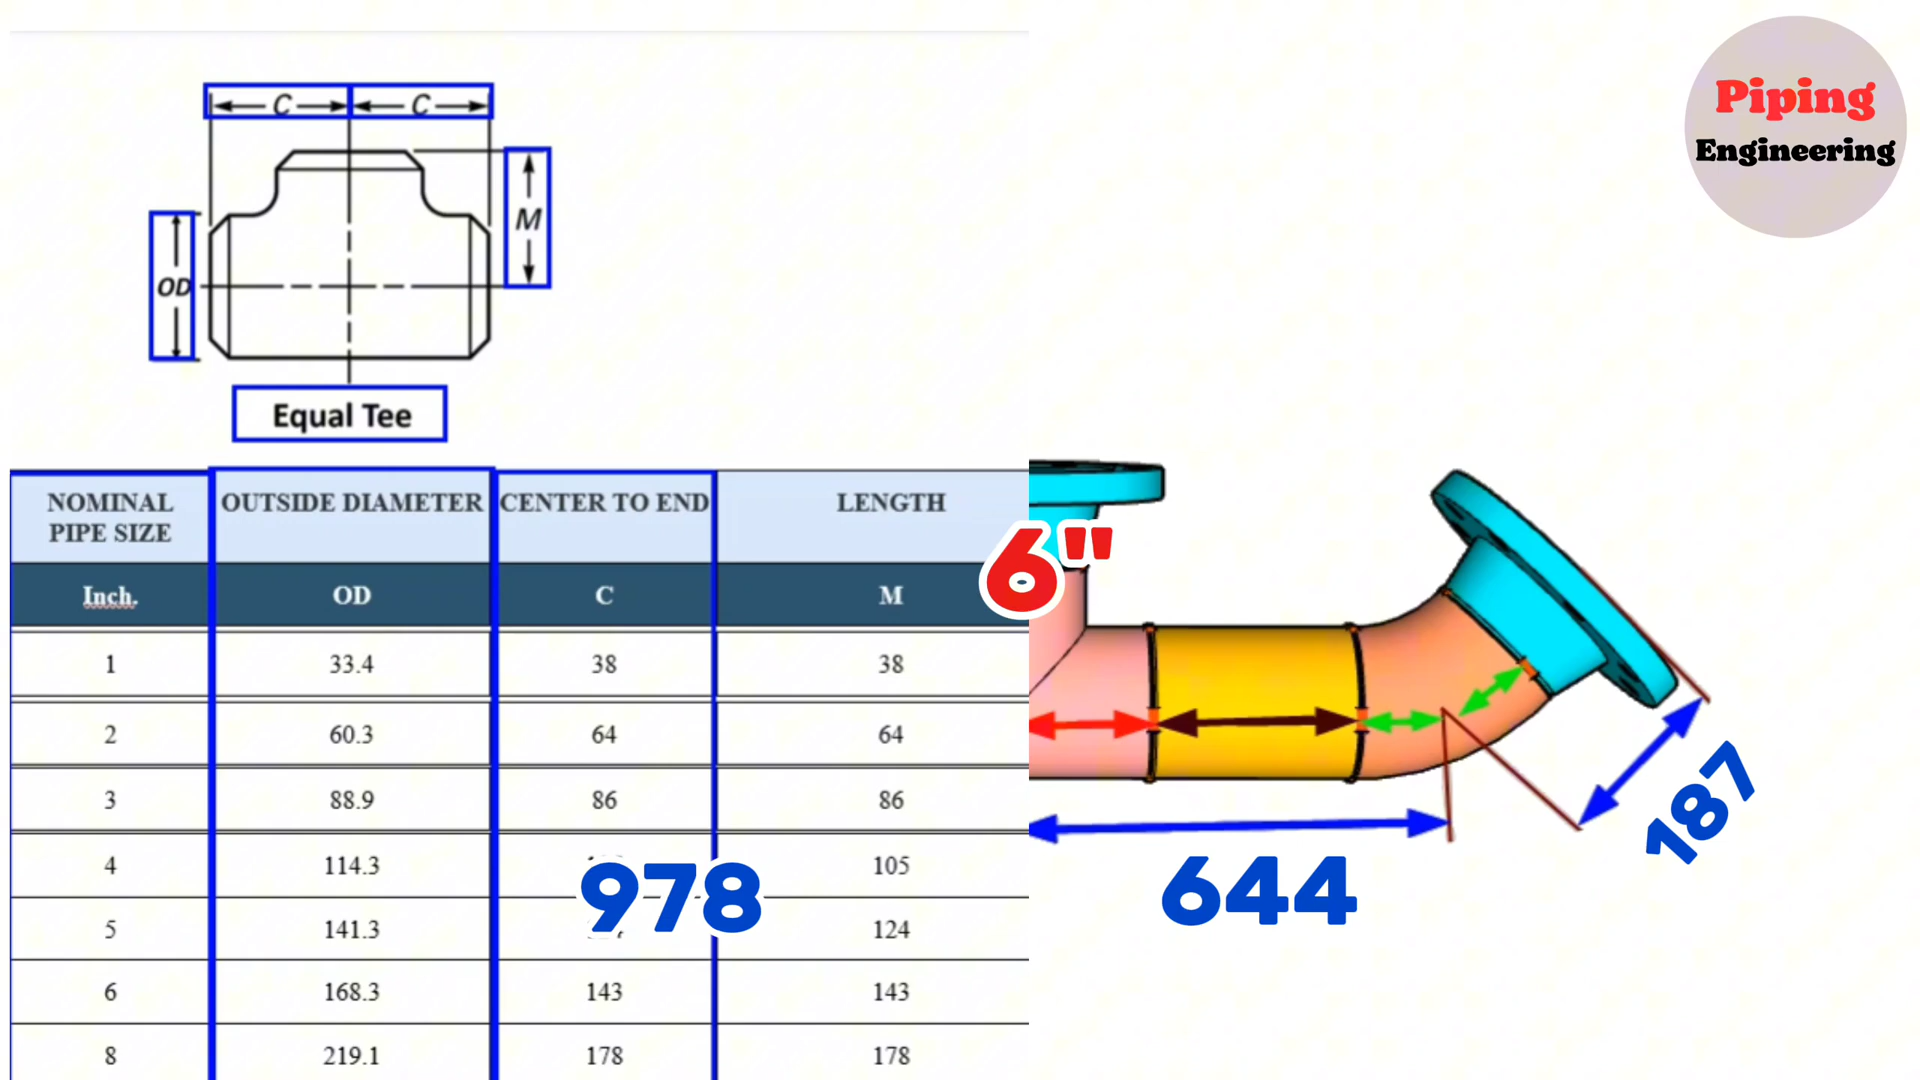 Piping
Engineering
C C
M
OD
Equal Tee
NOMINAL PIPE SIZE OUTSIDE DIAMETER CENTER TO END LENGTH
Inch. OD C M
1 33.4 38 38
2 60.3 64 64
3 88.9 86 86
4 114.3 105
5 141.3 124
6 168.3 143 143
8 219.1 178 178
6"
978
644
187